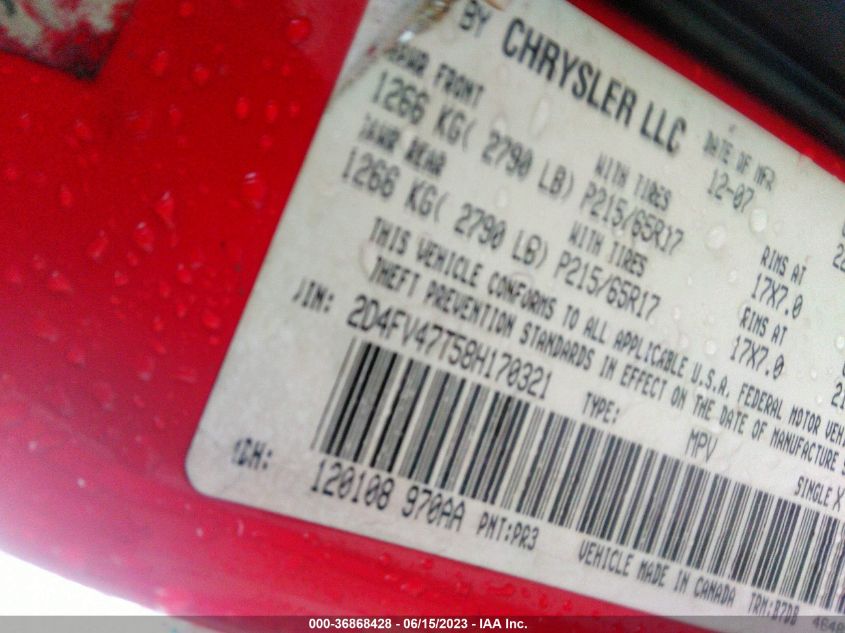 BY CHRYSLER LLC
DATE OF MFR
12-07
GAWR FRONT
WITH TIRES
RIMS AT
1266 KG( 2790 LB) P215/65R17
17X7.0
GAWR REAR
WITH TIRES
RIMS AT
1266 KG( 2790 LB) P215/65R17
17X7.0
THIS VEHICLE CONFORMS TO ALL APPLICABLE U.S.A. FEDERAL MOTOR
THEFT PREVENTION STANDARDS IN EFFECT ON THE DATE OF MANUFACTURE
VIN: 2D4FV47T58H170321
TYPE: MPV
SINGLE X
MDH: 120108 970AA
PNT:PR3
VEHICLE MADE IN CANADA
TRM:B7DB
000-36868428 - 06/15/2023 - IAA Inc.